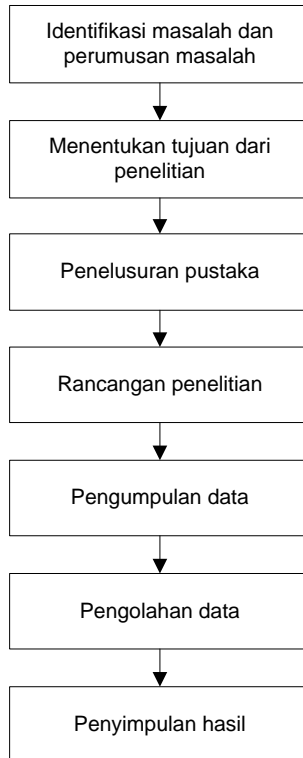 Identifikasi masalah dan
perumusan masalah
Menentukan tujuan dari
penelitian
Penelusuran pustaka
Rancangan penelitian
Pengumpulan data
Pengolahan data
Penyimpulan hasil